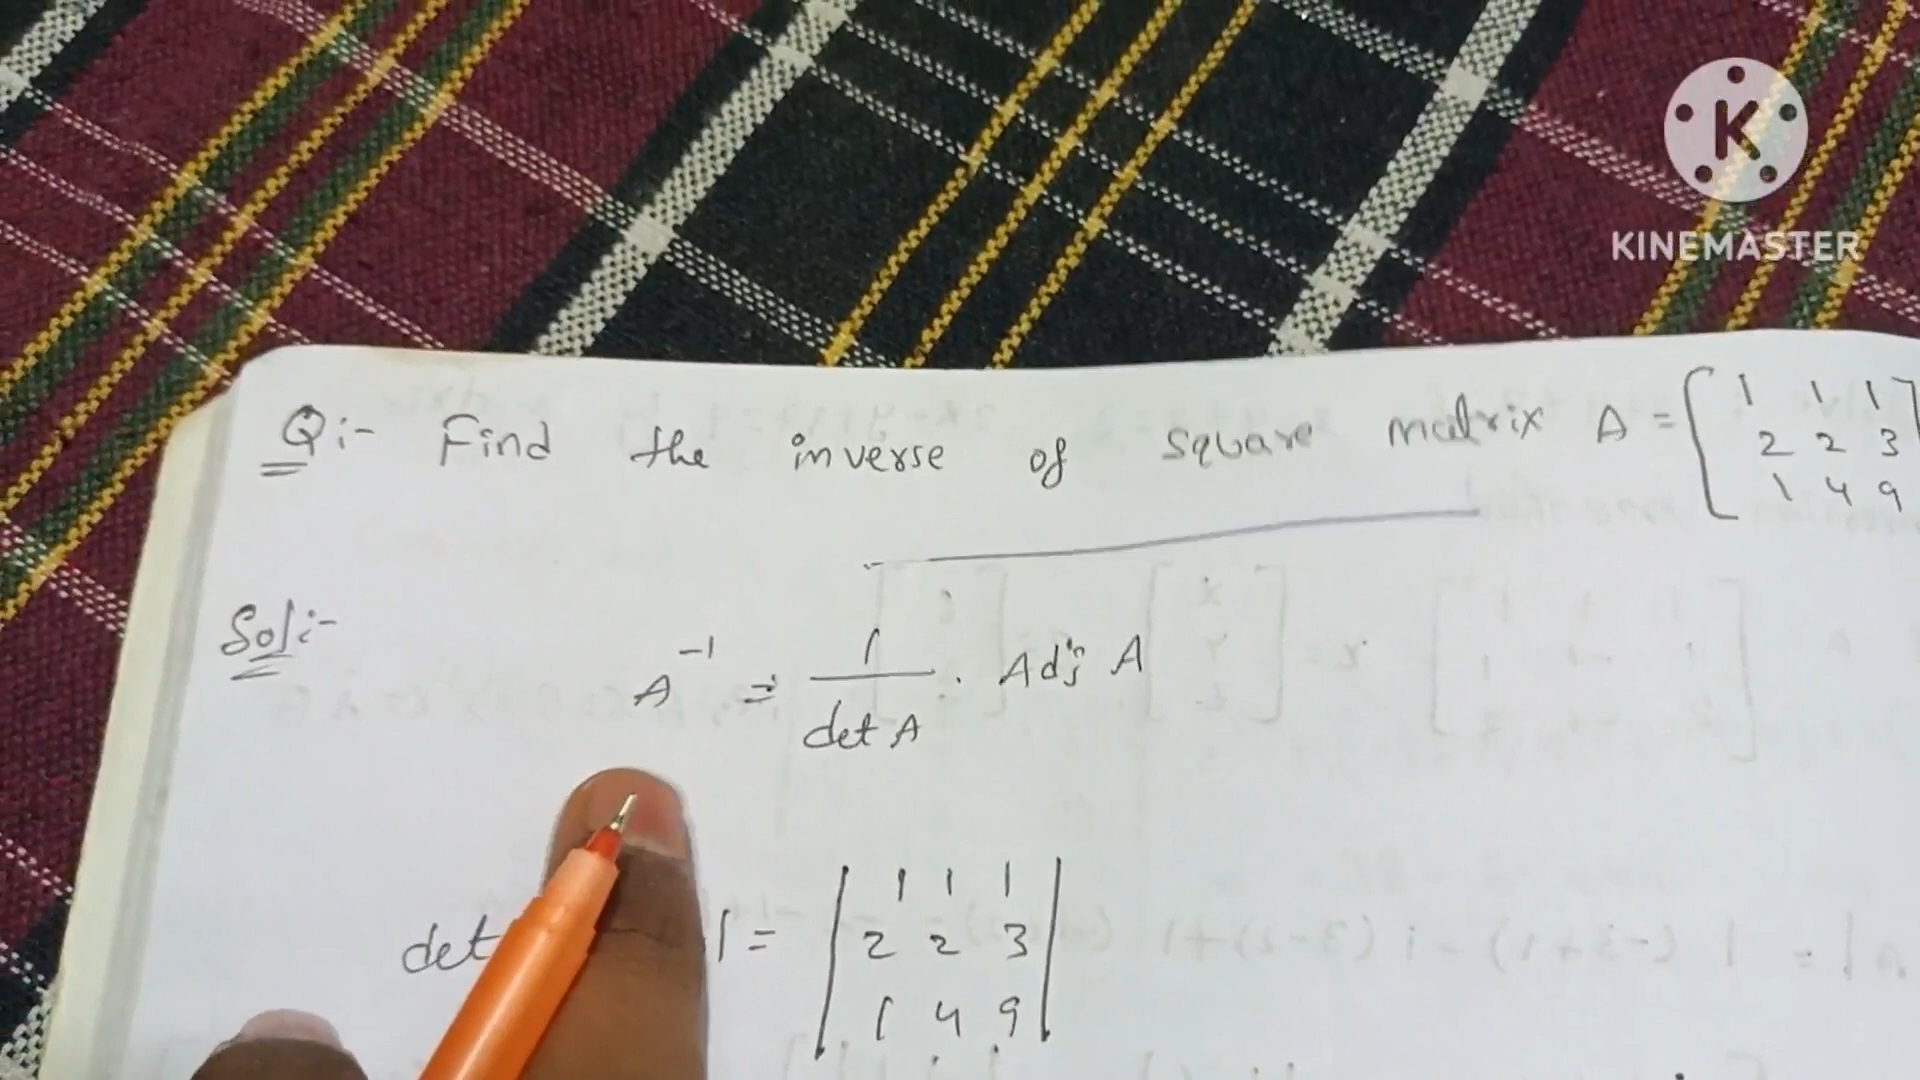 K
KINEMASTER
Q:- Find the inverse of square matrix A = [ 1 1 1
2 2 3
1 4 9 ]
Sol:-
A⁻¹ = 1/det A . Adj A
det | = | 1 1 1
2 2 3
1 4 9 |